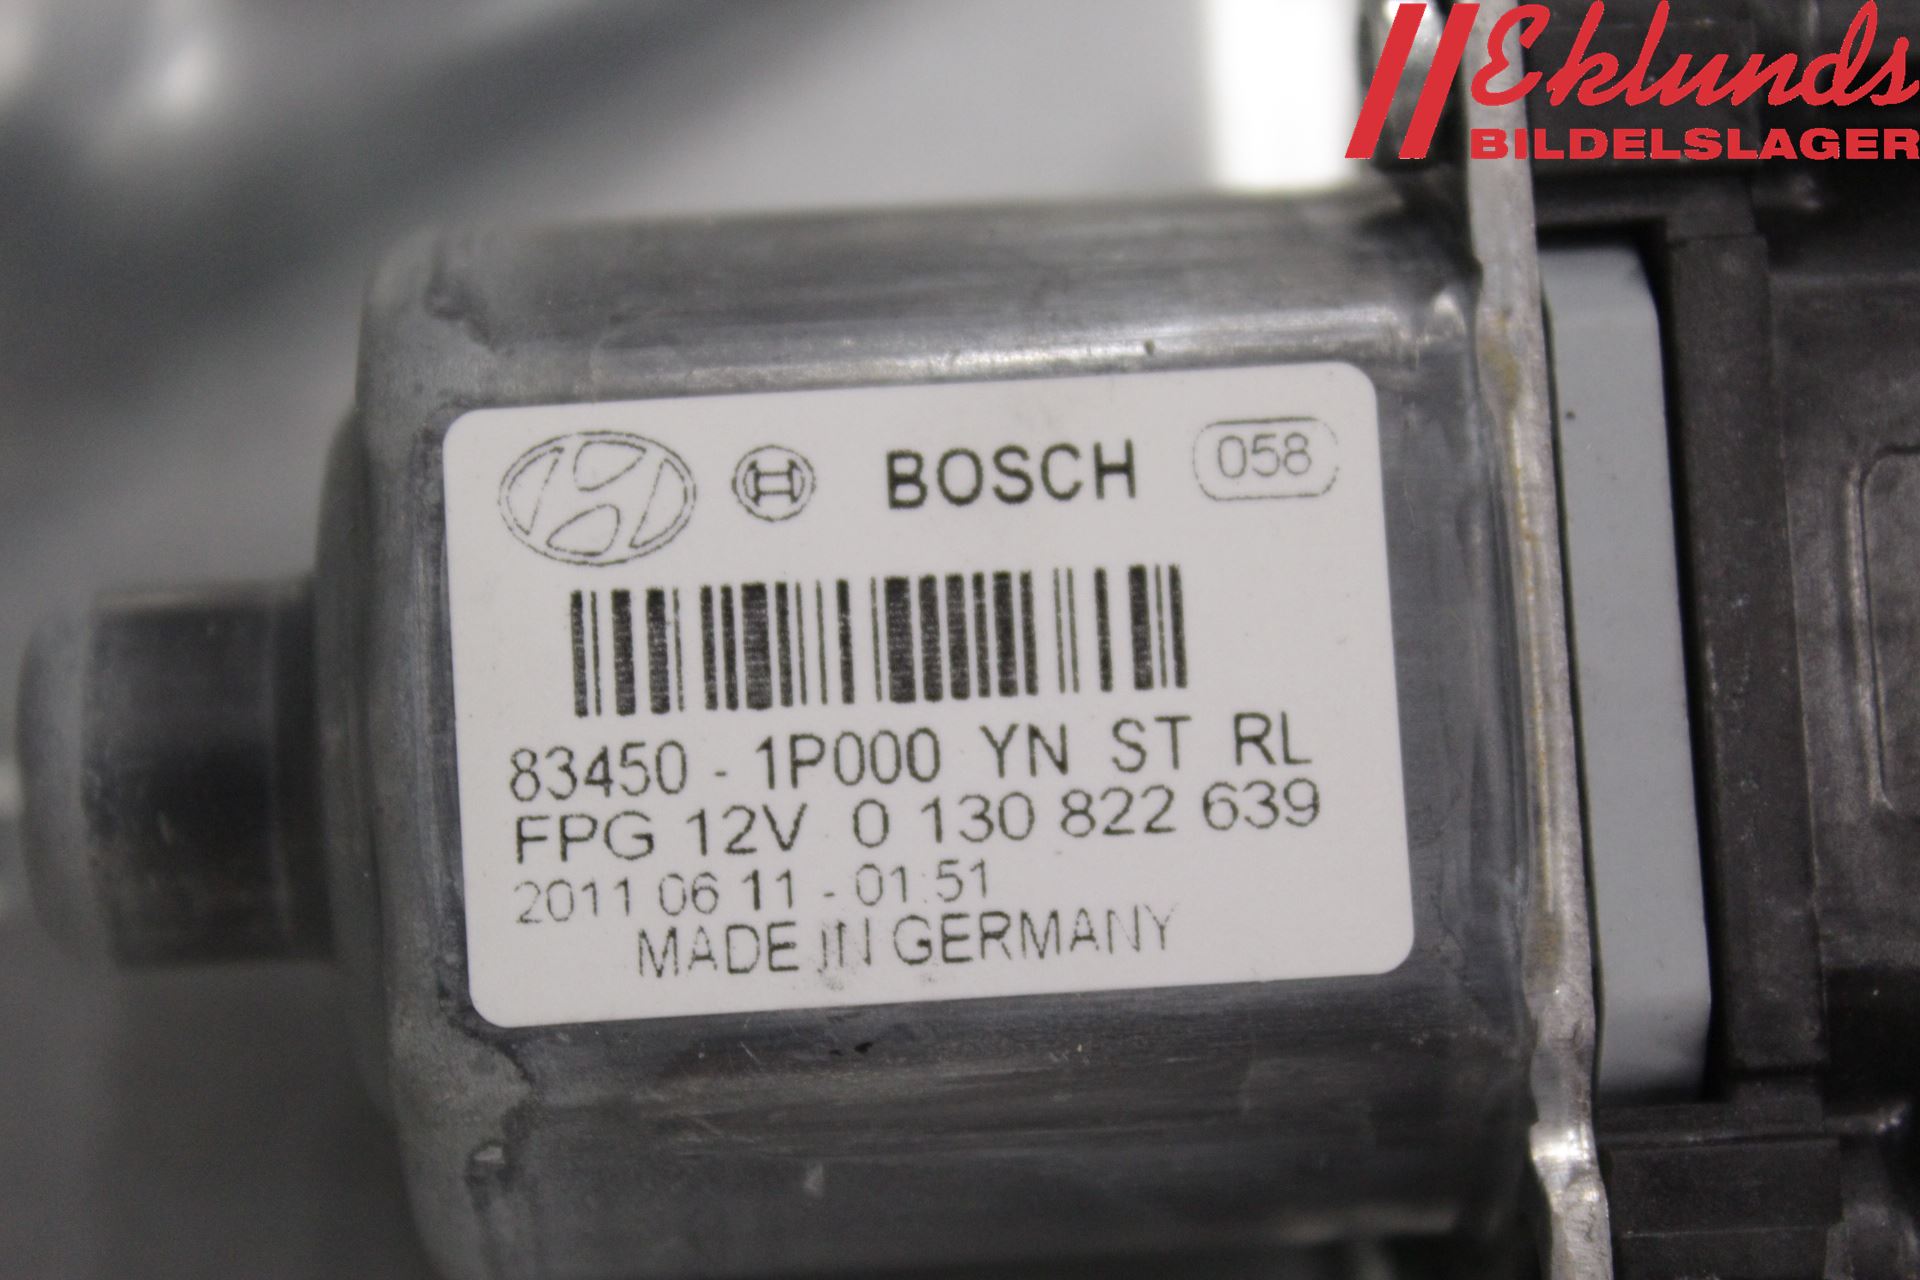 Eklunds
BILDELSLAGER
BOSCH 058
83450 - 1P000 YN ST RL
FPG 12V 0 130 822 639
2011 06 11 - 01:51
MADE IN GERMANY